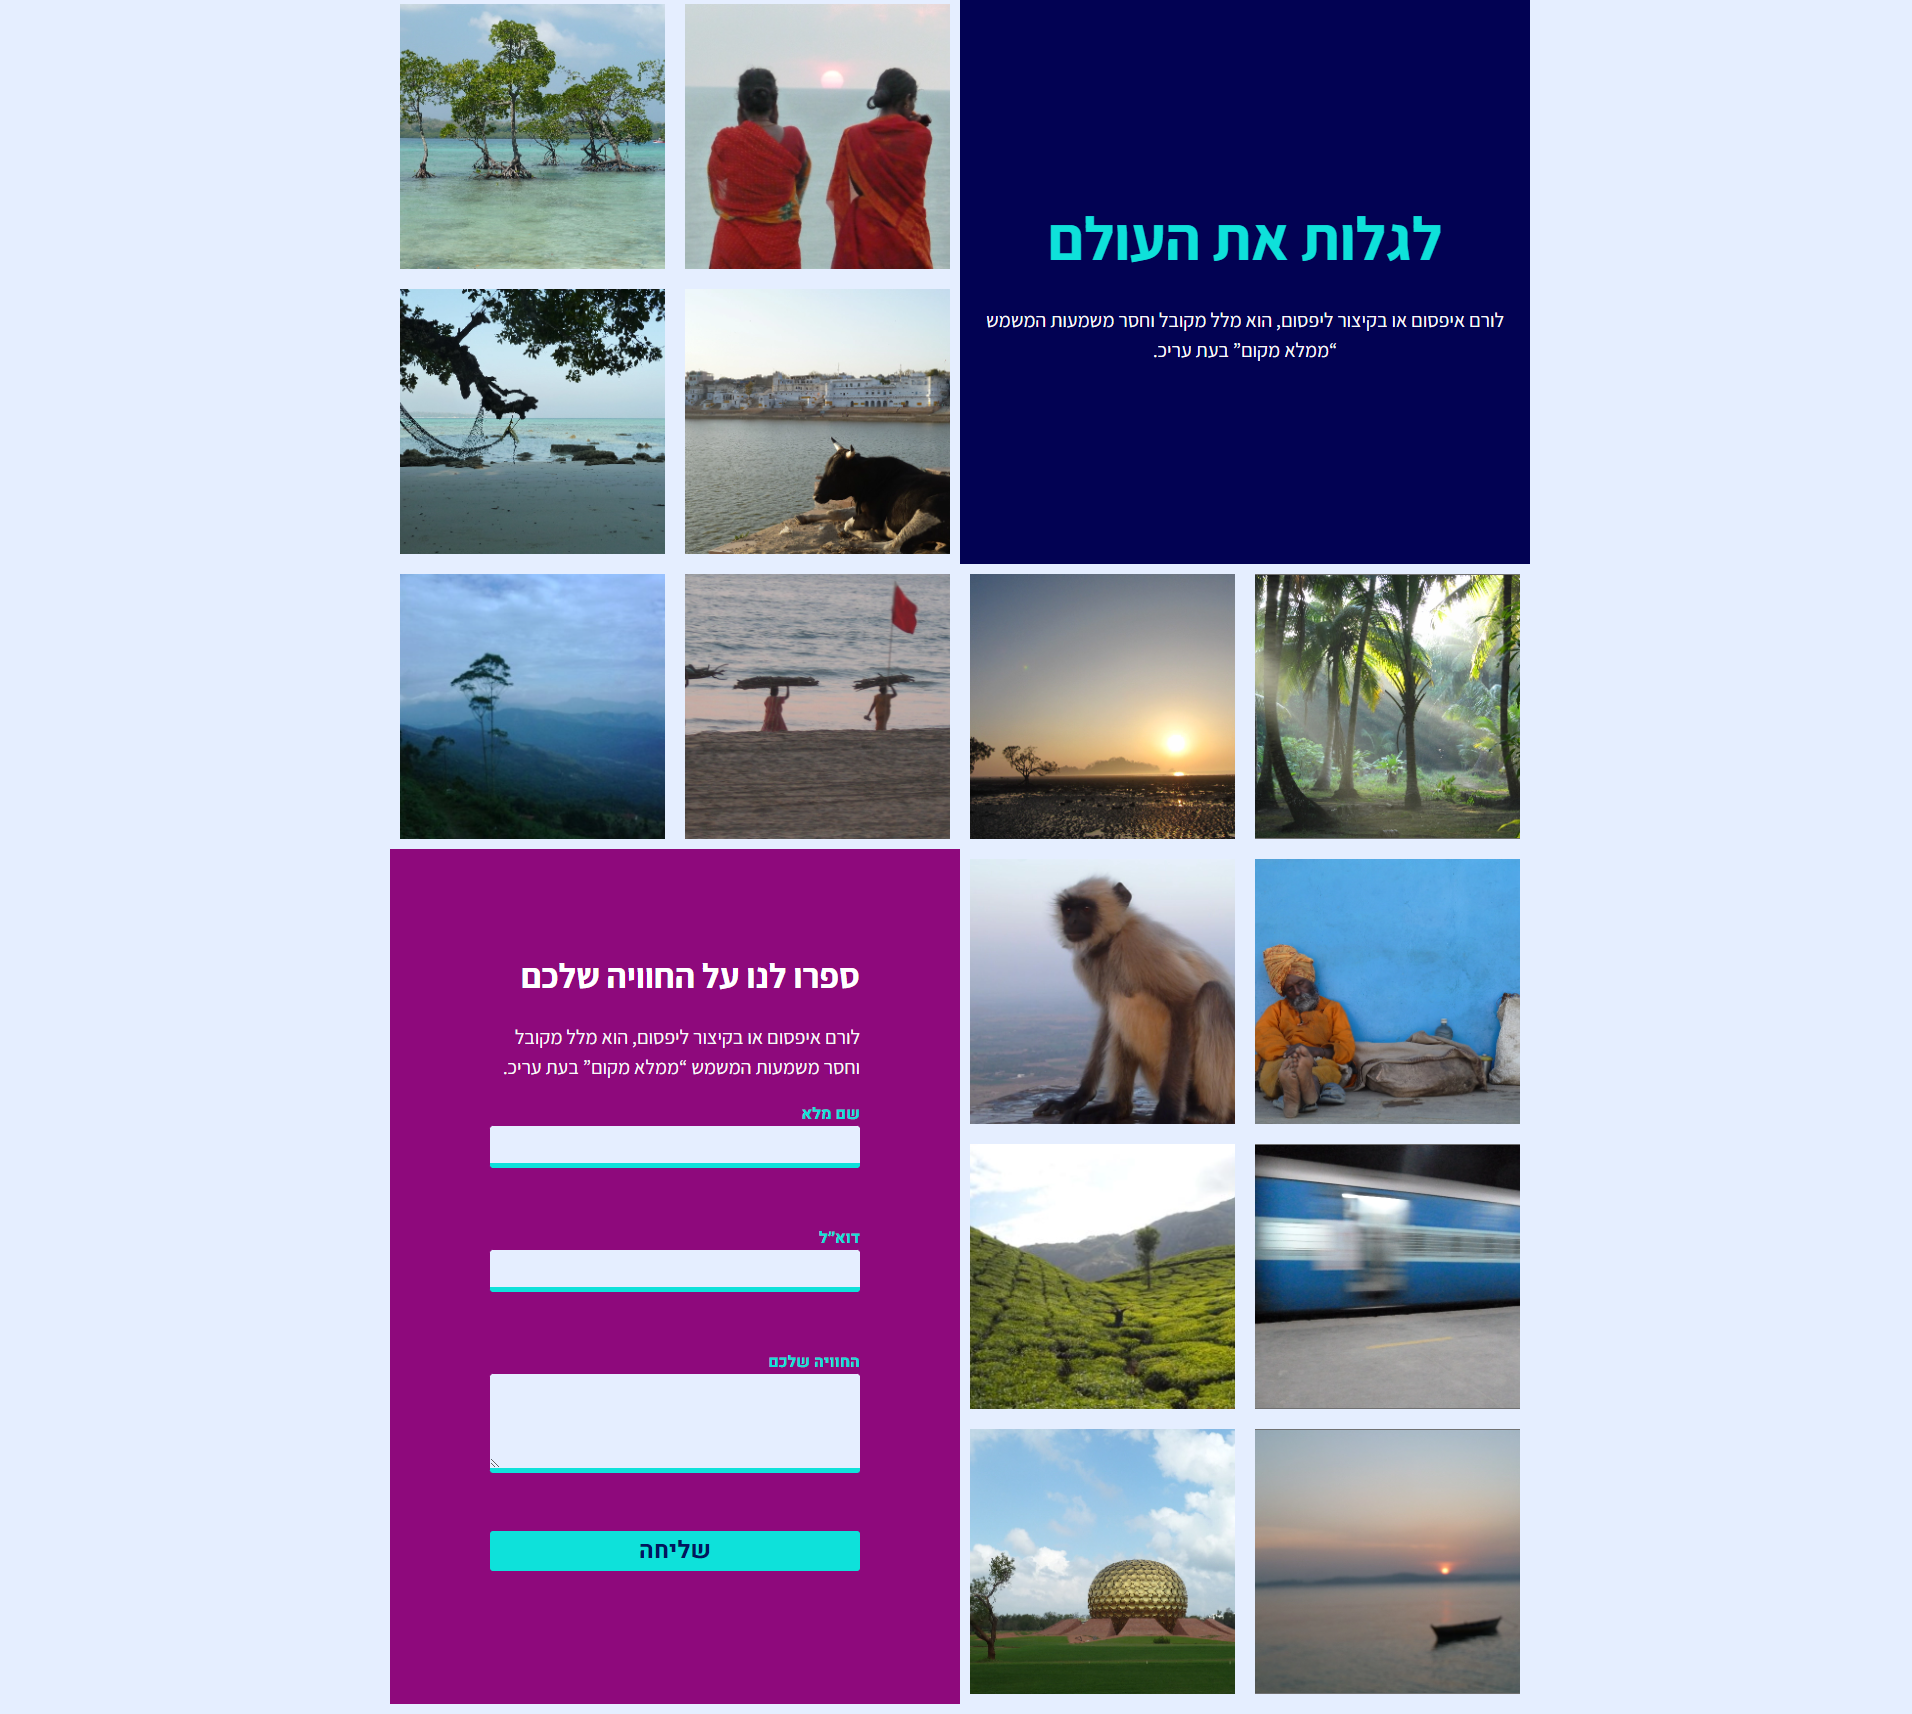 לגלות את העולם
לורם איפסום או בקיצור ליפסום, הוא מלל מקובל וחסר משמעות המשמש
“ממלא מקום” בעת עריכ.
ספרו לנו על החוויה שלכם
לורם איפסום או בקיצור ליפסום, הוא מלל מקובל
וחסר משמעות המשמש “ממלא מקום” בעת עריכ.
שם מלא
דוא”ל
החוויה שלכם
שליחה